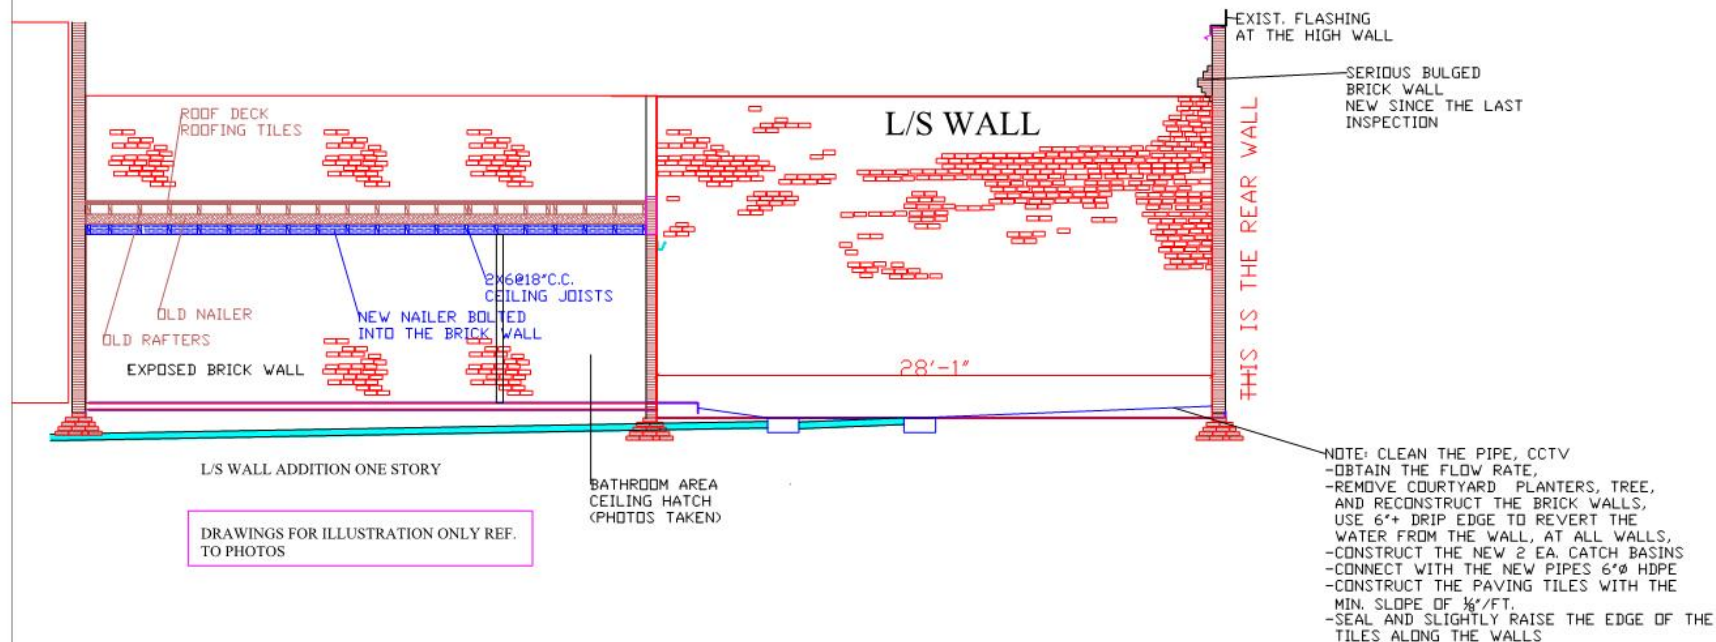 EXIST. FLASHING
AT THE HIGH WALL
SERIOUS BULGED
BRICK WALL
NEW SINCE THE LAST
INSPECTION
L/S WALL
ROOF DECK
ROOFING TILES
THIS IS THE REAR WALL
2X6@18"C.C.
CEILING JOISTS
OLD NAILER
NEW NAILER BOLTED
INTO THE BRICK WALL
OLD RAFTERS
EXPOSED BRICK WALL
28'-1"
L/S WALL ADDITION ONE STORY
BATHROOM AREA
CEILING HATCH
(PHOTOS TAKEN)
DRAWINGS FOR ILLUSTRATION ONLY REF.
TO PHOTOS
NOTE: CLEAN THE PIPE, CCTV
-OBTAIN THE FLOW RATE,
-REMOVE COURTYARD PLANTERS, TREE,
AND RECONSTRUCT THE BRICK WALLS,
USE 6"+ DRIP EDGE TO REVERT THE
WATER FROM THE WALL, AT ALL WALLS,
-CONSTRUCT THE NEW 2 EA. CATCH BASINS
-CONNECT WITH THE NEW PIPES 6"Ø HDPE
-CONSTRUCT THE PAVING TILES WITH THE
MIN. SLOPE OF ⅛"/FT.
-SEAL AND SLIGHTLY RAISE THE EDGE OF THE
TILES ALONG THE WALLS